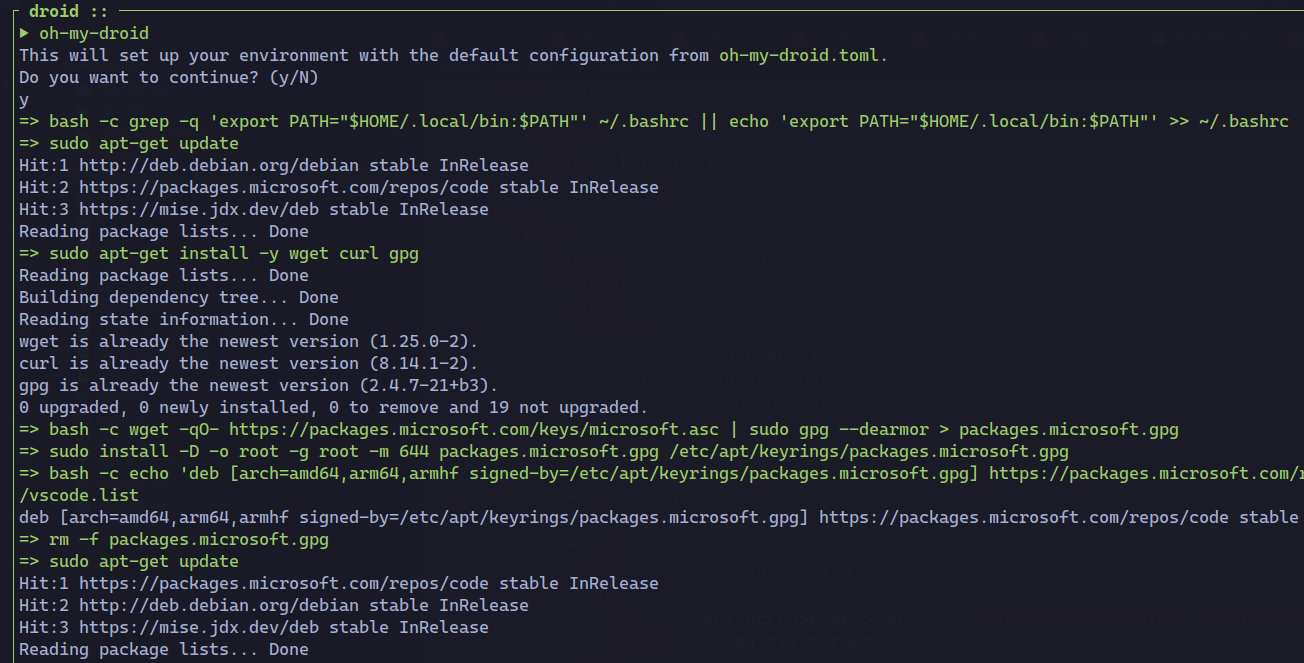 droid ::
▶ oh-my-droid
This will set up your environment with the default configuration from oh-my-droid.toml.
Do you want to continue? (y/N)
y
=> bash -c grep -q 'export PATH="$HOME/.local/bin:$PATH"' ~/.bashrc || echo 'export PATH="$HOME/.local/bin:$PATH"' >> ~/.bashrc
=> sudo apt-get update
Hit:1 http://deb.debian.org/debian stable InRelease
Hit:2 https://packages.microsoft.com/repos/code stable InRelease
Hit:3 https://mise.jdx.dev/deb stable InRelease
Reading package lists... Done
=> sudo apt-get install -y wget curl gpg
Reading package lists... Done
Building dependency tree... Done
Reading state information... Done
wget is already the newest version (1.25.0-2).
curl is already the newest version (8.14.1-2).
gpg is already the newest version (2.4.7-21+b3).
0 upgraded, 0 newly installed, 0 to remove and 19 not upgraded.
=> bash -c wget -qO- https://packages.microsoft.com/keys/microsoft.asc | sudo gpg --dearmor > packages.microsoft.gpg
=> sudo install -D -o root -g root -m 644 packages.microsoft.gpg /etc/apt/keyrings/packages.microsoft.gpg
=> bash -c echo 'deb [arch=amd64,arm64,armhf signed-by=/etc/apt/keyrings/packages.microsoft.gpg] https://packages.microsoft.com/r
/vscode.list
deb [arch=amd64,arm64,armhf signed-by=/etc/apt/keyrings/packages.microsoft.gpg] https://packages.microsoft.com/repos/code stable
=> rm -f packages.microsoft.gpg
=> sudo apt-get update
Hit:1 https://packages.microsoft.com/repos/code stable InRelease
Hit:2 http://deb.debian.org/debian stable InRelease
Hit:3 https://mise.jdx.dev/deb stable InRelease
Reading package lists... Done